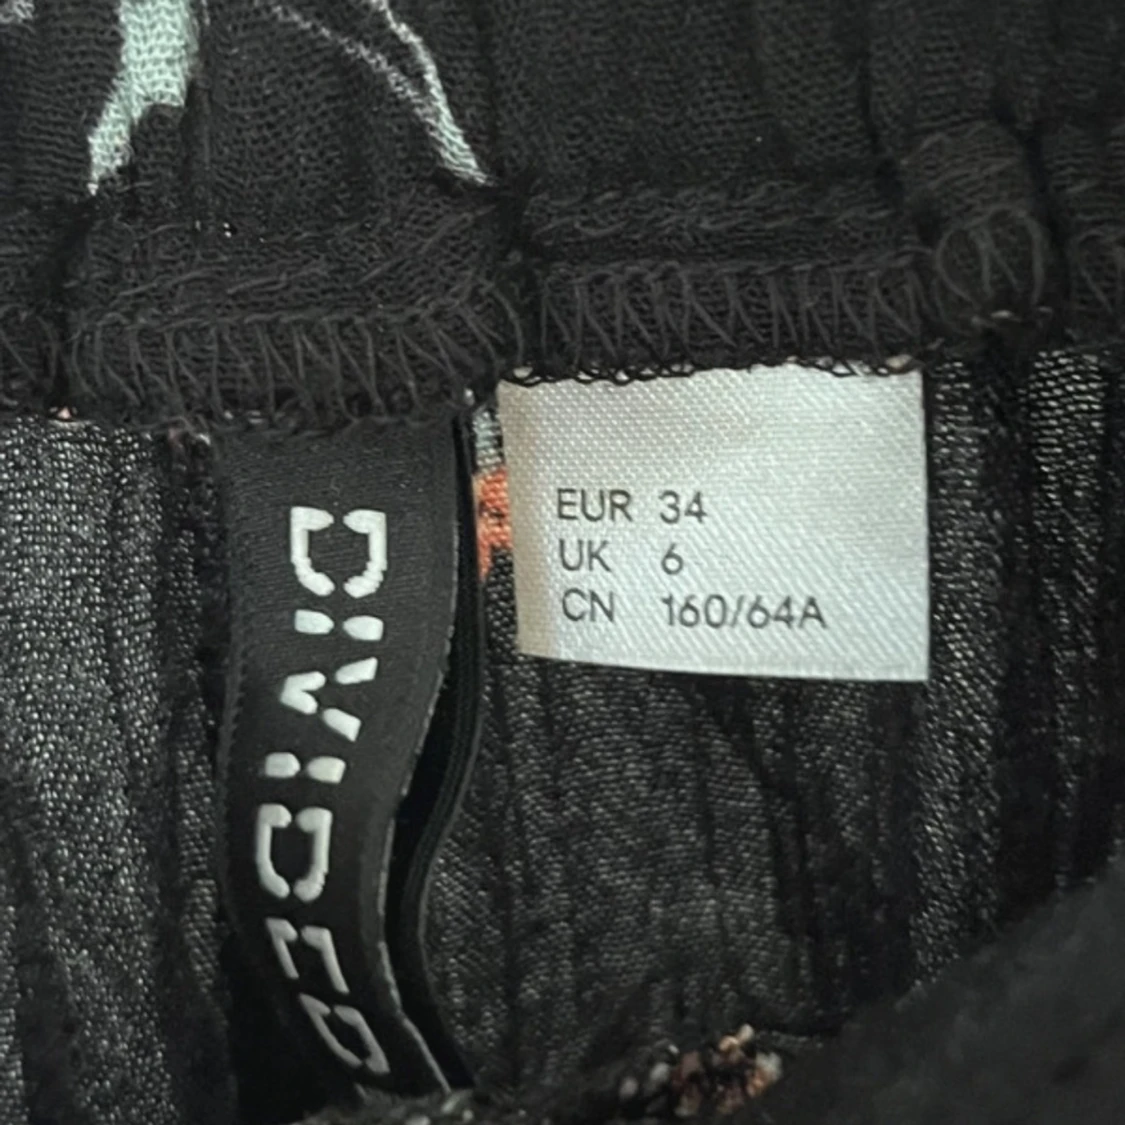 DIVIDED
EUR 34
UK 6
CN 160/64A